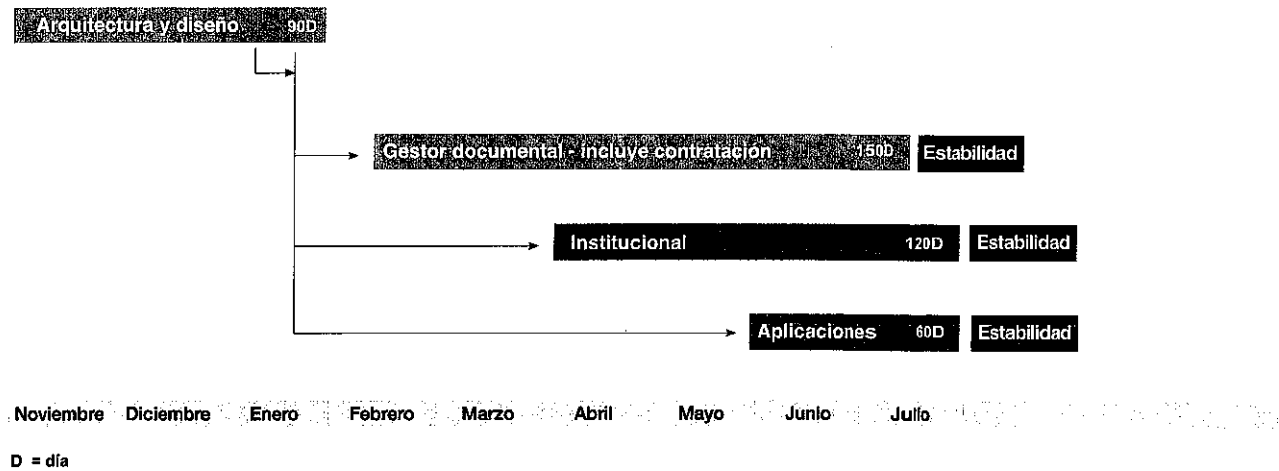 Arquitectura y diseño 90D
Gestor documental - incluye contratación 150D Estabilidad
Institucional 120D Estabilidad
Aplicaciones 60D Estabilidad
Noviembre Diciembre Enero Febrero Marzo Abril Mayo Junio Julio
D = día